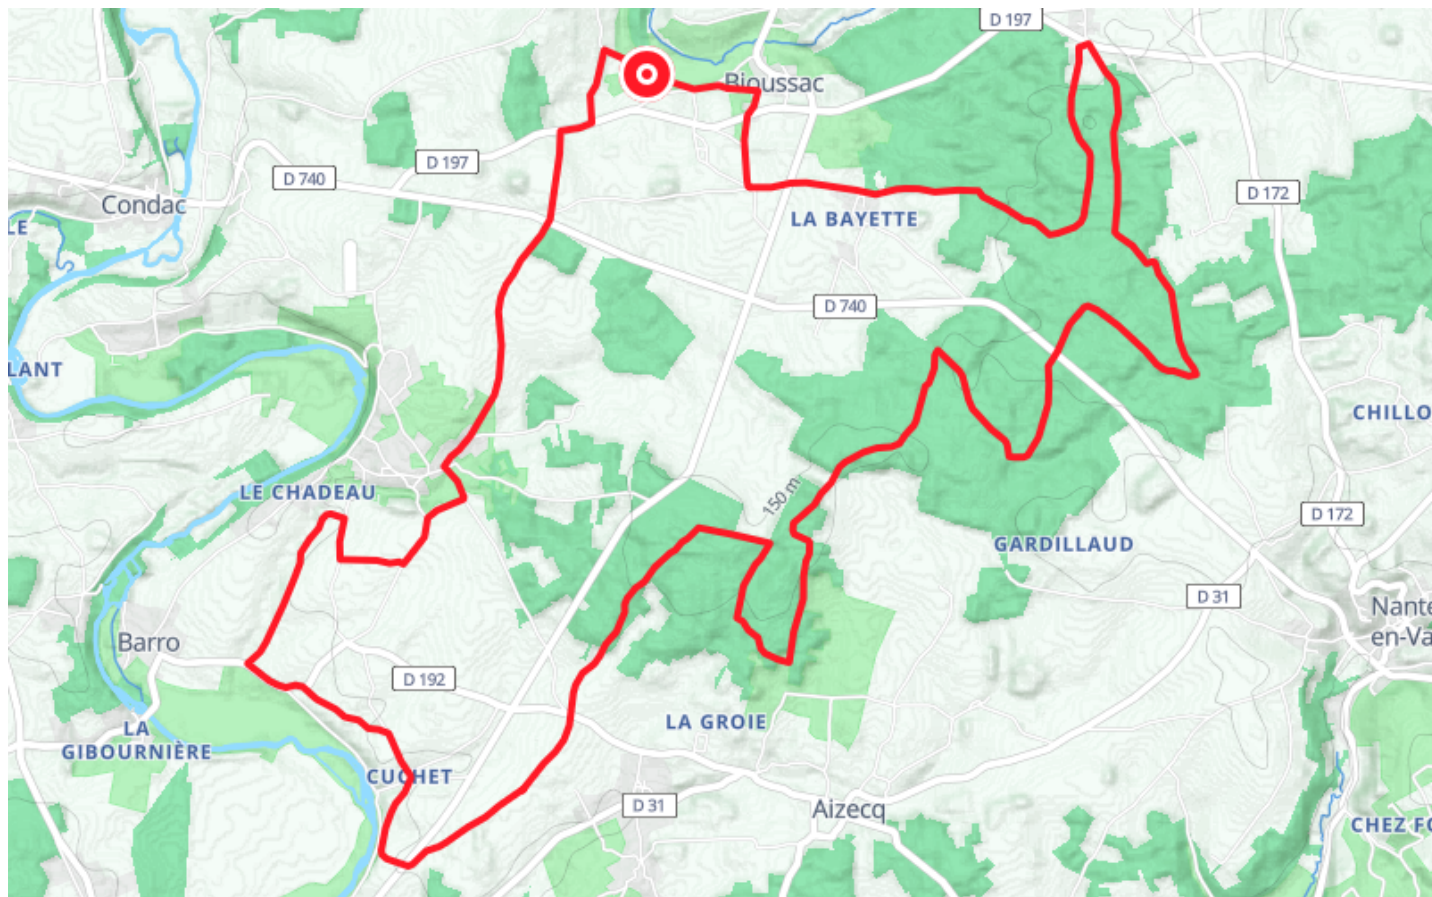 D 197
Bioussac
D 197
D 740
D 172
Condac
LE
LA BAYETTE
D 740
LANT
CHILLO
LE CHADEAU
150 m
D 172
GARDILLAUD
D 31
Nante
en-Va
Barro
D 192
LA
GIBOURNIÈRE
LA GROIE
CUCHET
D 31
Aizecq
CHEZ FO